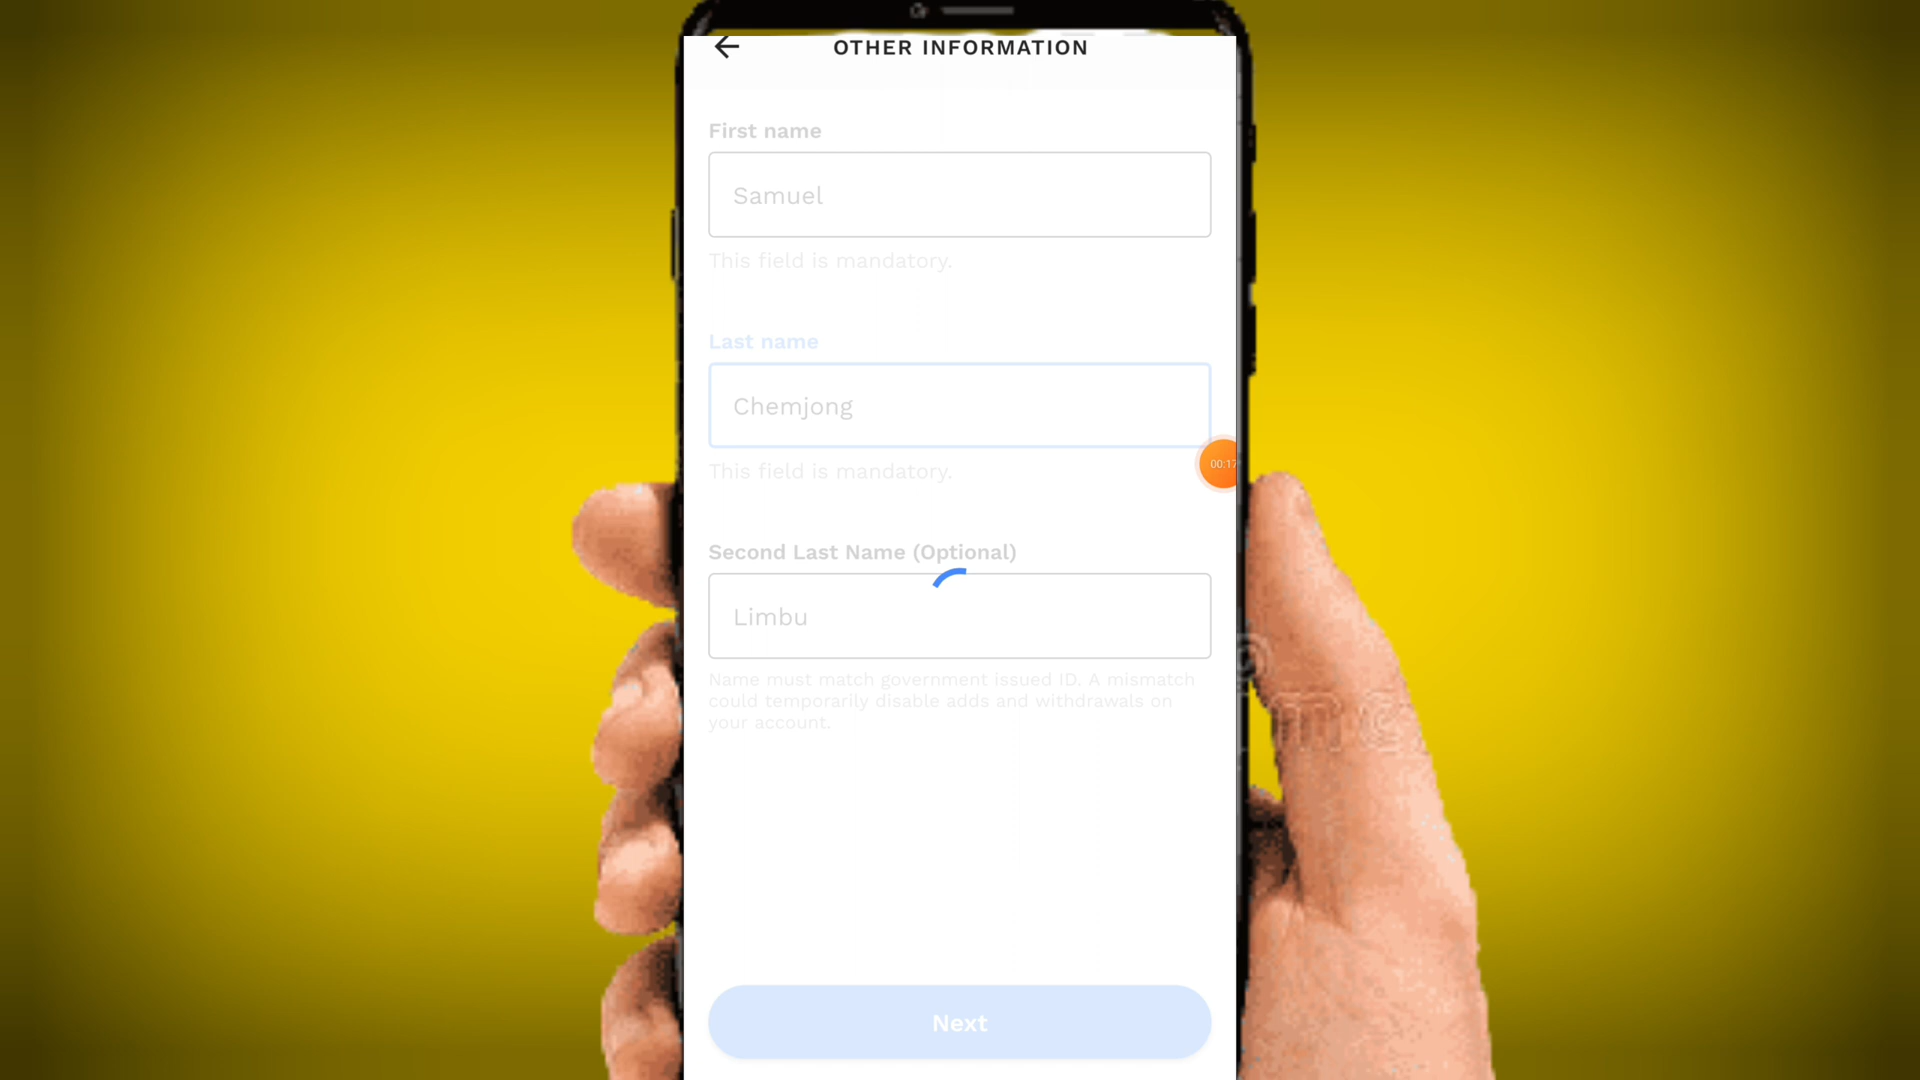 OTHER INFORMATION
First name
Samuel
This field is mandatory.
Last name
Chemjong
This field is mandatory.
00:17
Second Last Name (Optional)
Limbu
Name must match government issued ID. A mismatch
could temporarily disable adds and withdrawals on
your account.
Next